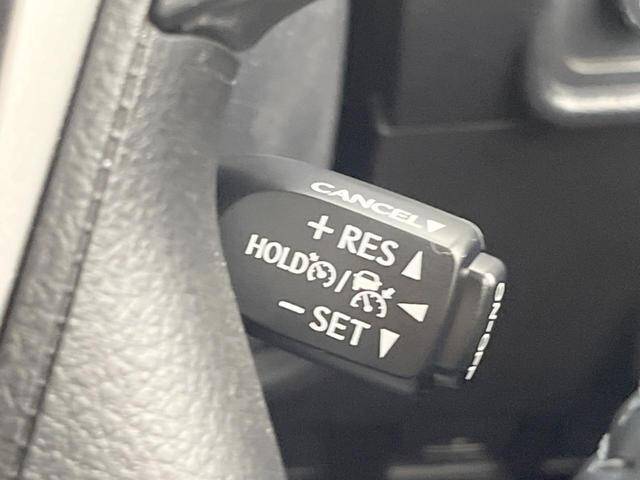 CANCEL▼
+ RES ▲
HOLD / ◀
− SET ▼
ON-OFF